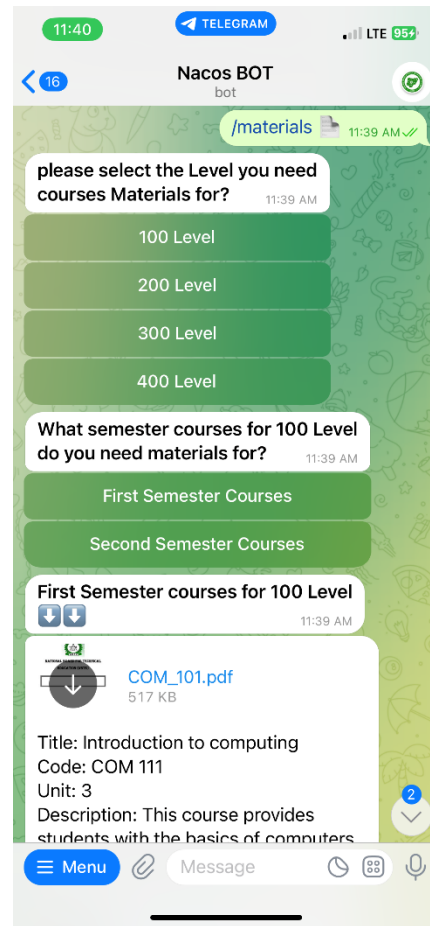 11:40
TELEGRAM
LTE 95
16
Nacos BOT
bot
/materials
11:39 AM
please select the Level you need
courses Materials for?
11:39 AM
100 Level
200 Level
300 Level
400 Level
What semester courses for 100 Level
do you need materials for?
11:39 AM
First Semester Courses
Second Semester Courses
First Semester courses for 100 Level
11:39 AM
COM_101.pdf
517 KB
Title: Introduction to computing
Code: COM 111
Unit: 3
Description: This course provides
students with the basics of computers
2
Menu
Message